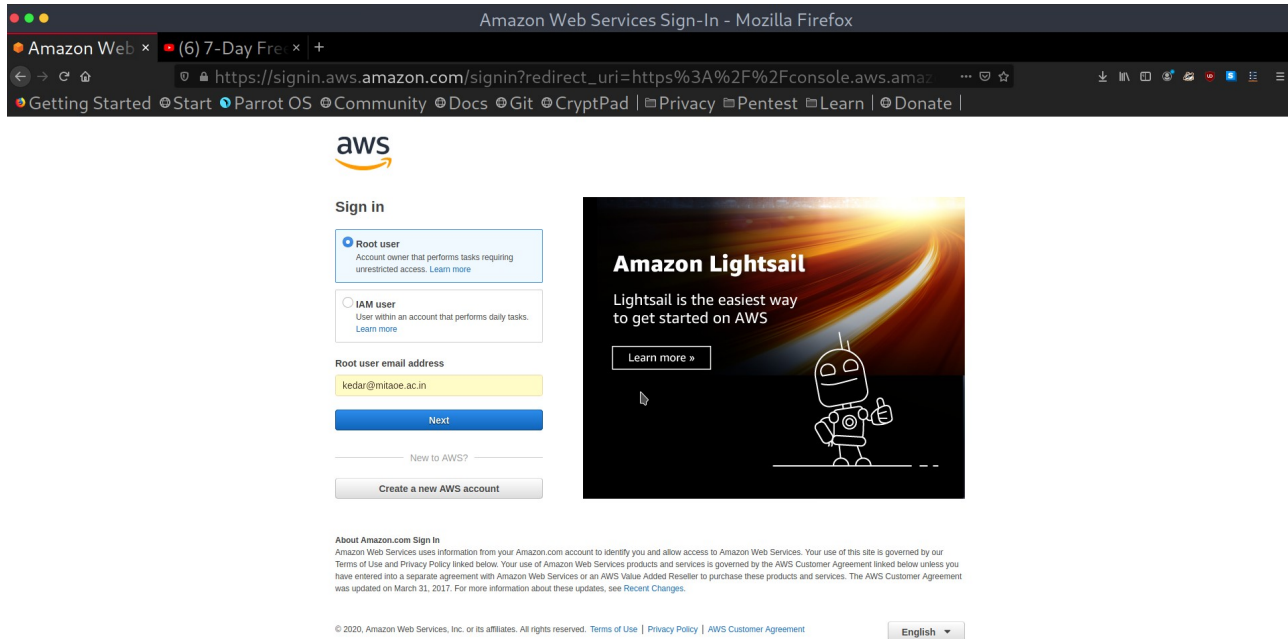 Amazon Web Services Sign-In - Mozilla Firefox
Amazon Web × (6) 7-Day Free × +
https://signin.aws.amazon.com/signin?redirect_uri=https%3A%2F%2Fconsole.aws.amaz ...
Getting Started Start Parrot OS Community Docs Git CryptPad | Privacy Pentest Learn | Donate |
aws
Sign in
Root user
Account owner that performs tasks requiring
unrestricted access. Learn more
IAM user
User within an account that performs daily tasks.
Learn more
Root user email address
kedar@mitaoe.ac.in
Next
New to AWS?
Create a new AWS account
Amazon Lightsail
Lightsail is the easiest way
to get started on AWS
Learn more »
About Amazon.com Sign In
Amazon Web Services uses information from your Amazon.com account to identify you and allow access to Amazon Web Services. Your use of this site is governed by our
Terms of Use and Privacy Policy linked below. Your use of Amazon Web Services products and services is governed by the AWS Customer Agreement linked below unless you
have entered into a separate agreement with Amazon Web Services or an AWS Value Added Reseller to purchase these products and services. The AWS Customer Agreement
was updated on March 31, 2017. For more information about these updates, see Recent Changes.
© 2020, Amazon Web Services, Inc. or its affiliates. All rights reserved. Terms of Use | Privacy Policy | AWS Customer Agreement
English